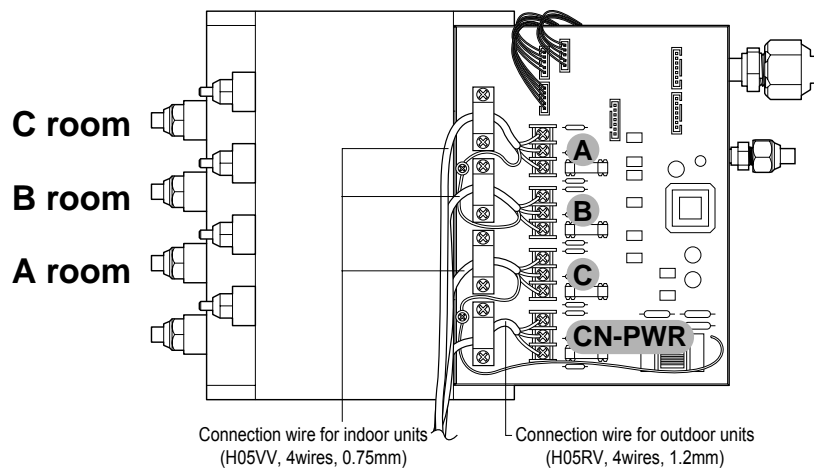 C room
B room
A room
A
B
C
CN-PWR
Connection wire for indoor units
(H05VV, 4wires, 0.75mm)
Connection wire for outdoor units
(H05RV, 4wires, 1.2mm)